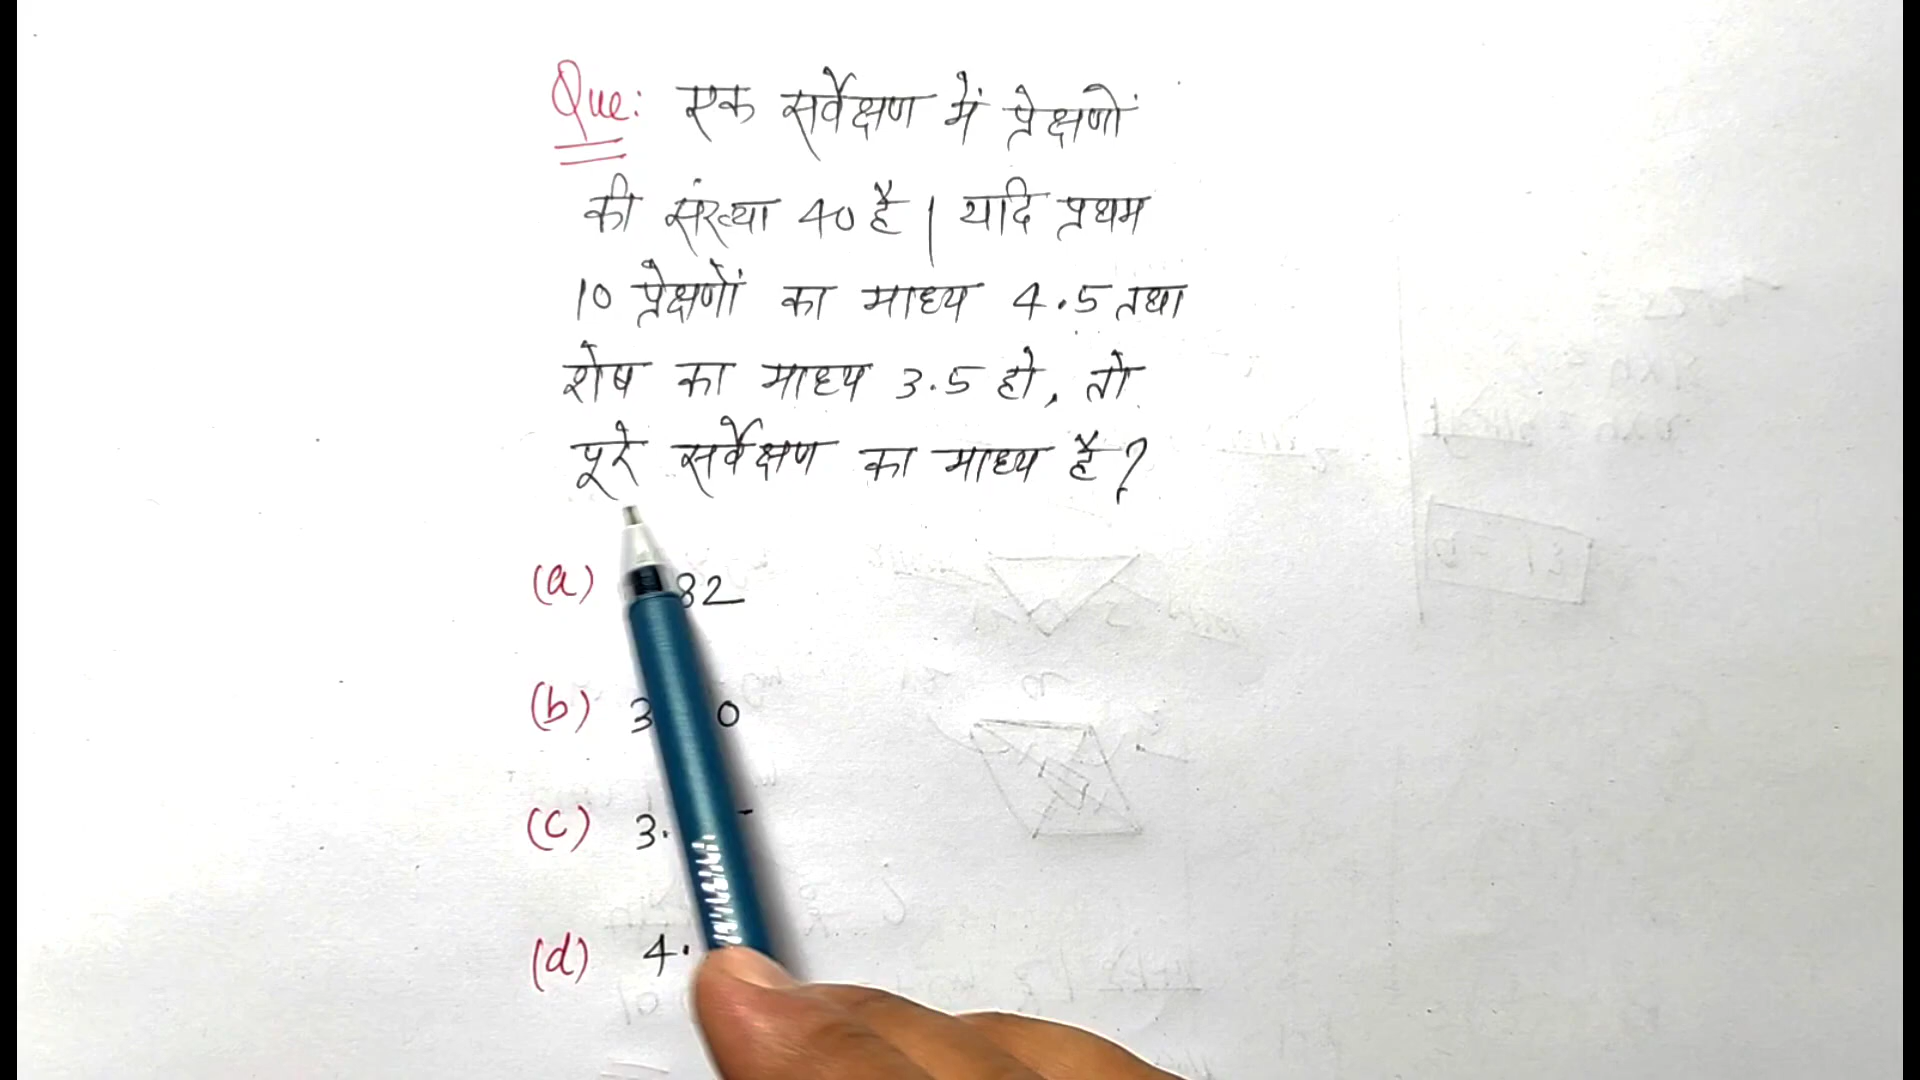 Que: एक सर्वेक्षण में प्रेक्षणों
की संख्या 40 है | यादि प्रथम
10 प्रेक्षणों का माध्य 4.5 तथा
शेष का माध्य 3.5 हो, तो
पूरे सर्वेक्षण का माध्य है?
(a) 82
(b) 3 0
(c) 3.
(d) 4.